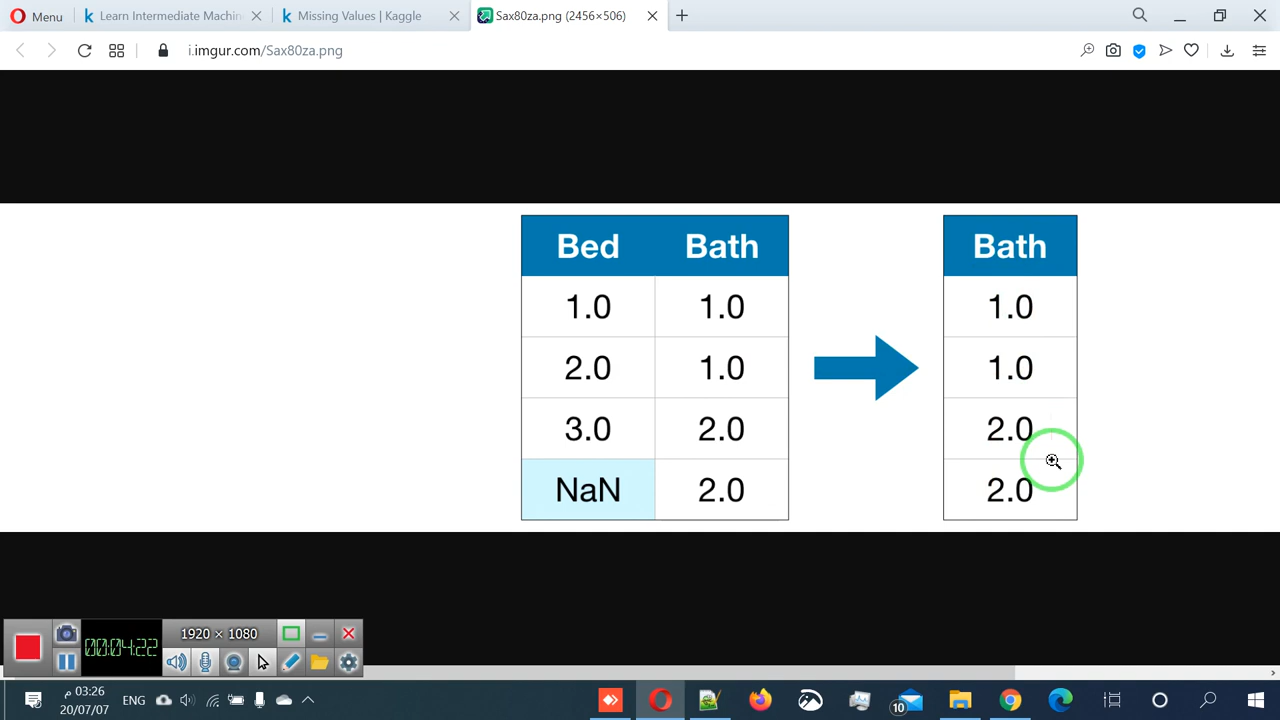 Menu
Learn Intermediate Machin
Missing Values | Kaggle
Sax80za.png (2456×506)
i.imgur.com/Sax80za.png
Bed Bath
1.0 1.0
2.0 1.0
3.0 2.0
NaN 2.0
Bath
1.0
1.0
2.0
2.0
00:04:22
1920 × 1080
03:26 م
20/07/07
ENG
10